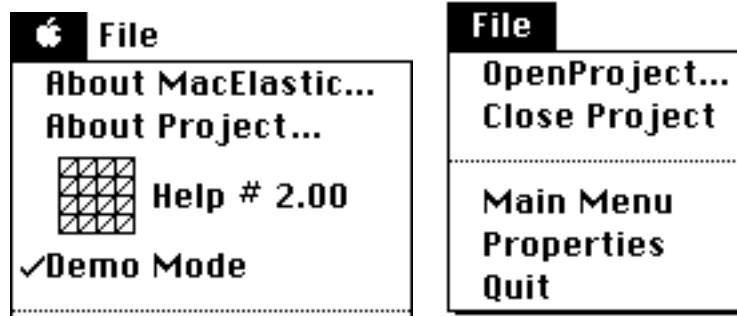 File
About MacElastic...
About Project...
Help # 2.00
Demo Mode
File
OpenProject...
Close Project
Main Menu
Properties
Quit